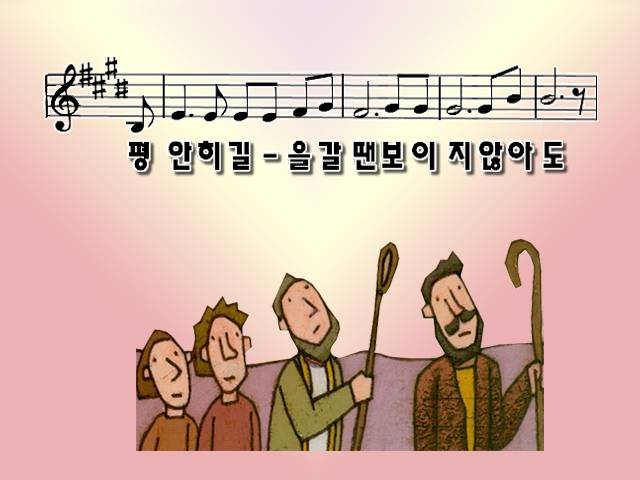 평 안히 길 - 을 갈 땐 보 이 지 않 아 도